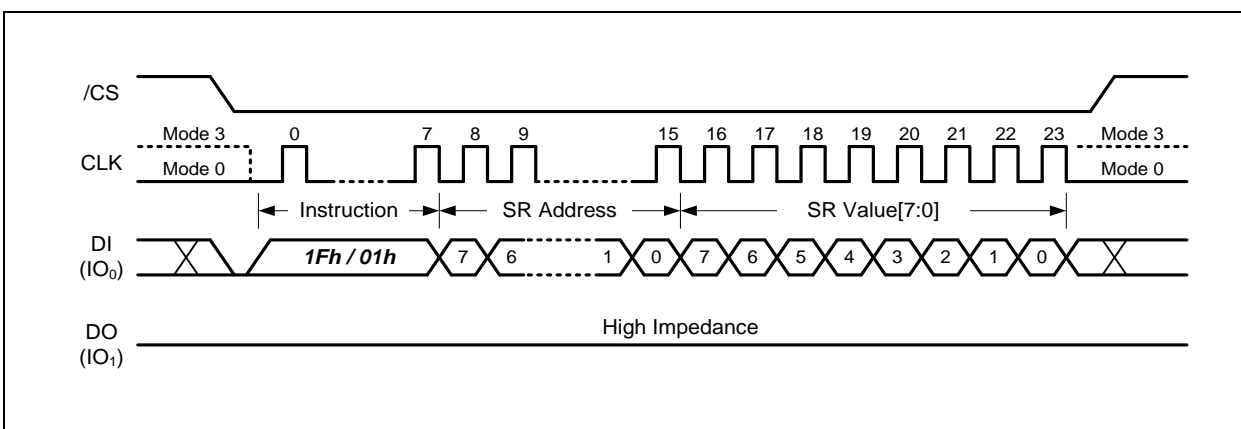 /CS
Mode 3 0 7 8 9 15 16 17 18 19 20 21 22 23 Mode 3
CLK
Mode 0 Mode 0
Instruction SR Address SR Value[7:0]
DI
(IO₀)
1Fh / 01h 7 6 1 0 7 6 5 4 3 2 1 0
High Impedance
DO
(IO₁)